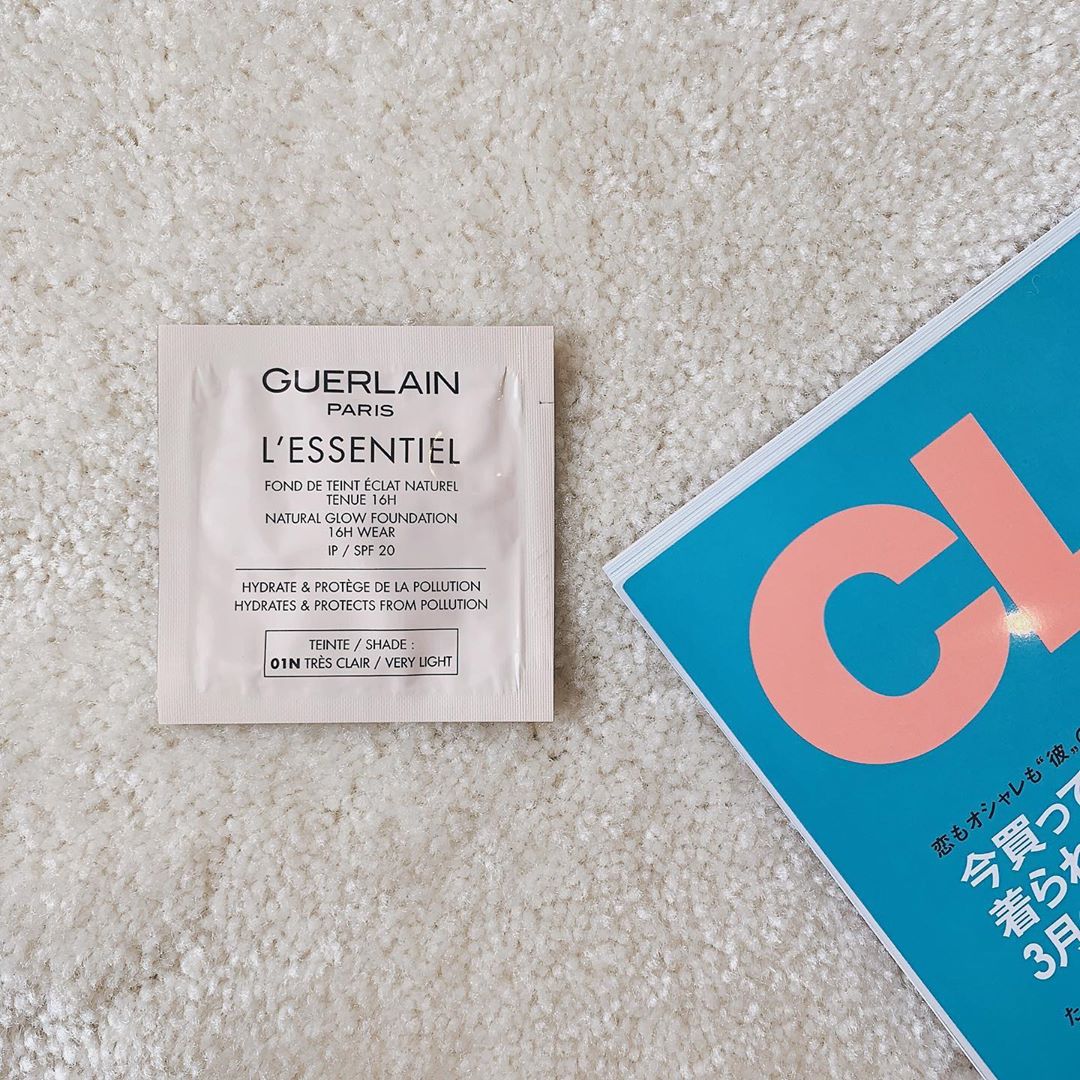 GUERLAIN
PARIS
L'ESSENTIEL
FOND DE TEINT ÉCLAT NATUREL
TENUE 16H
NATURAL GLOW FOUNDATION
16H WEAR
IP / SPF 20
HYDRATE & PROTÈGE DE LA POLLUTION
HYDRATES & PROTECTS FROM POLLUTION
TEINTE / SHADE :
01N TRÈS CLAIR / VERY LIGHT
CL
恋もオシャレも“彼„
今買って
着られ
3月
た